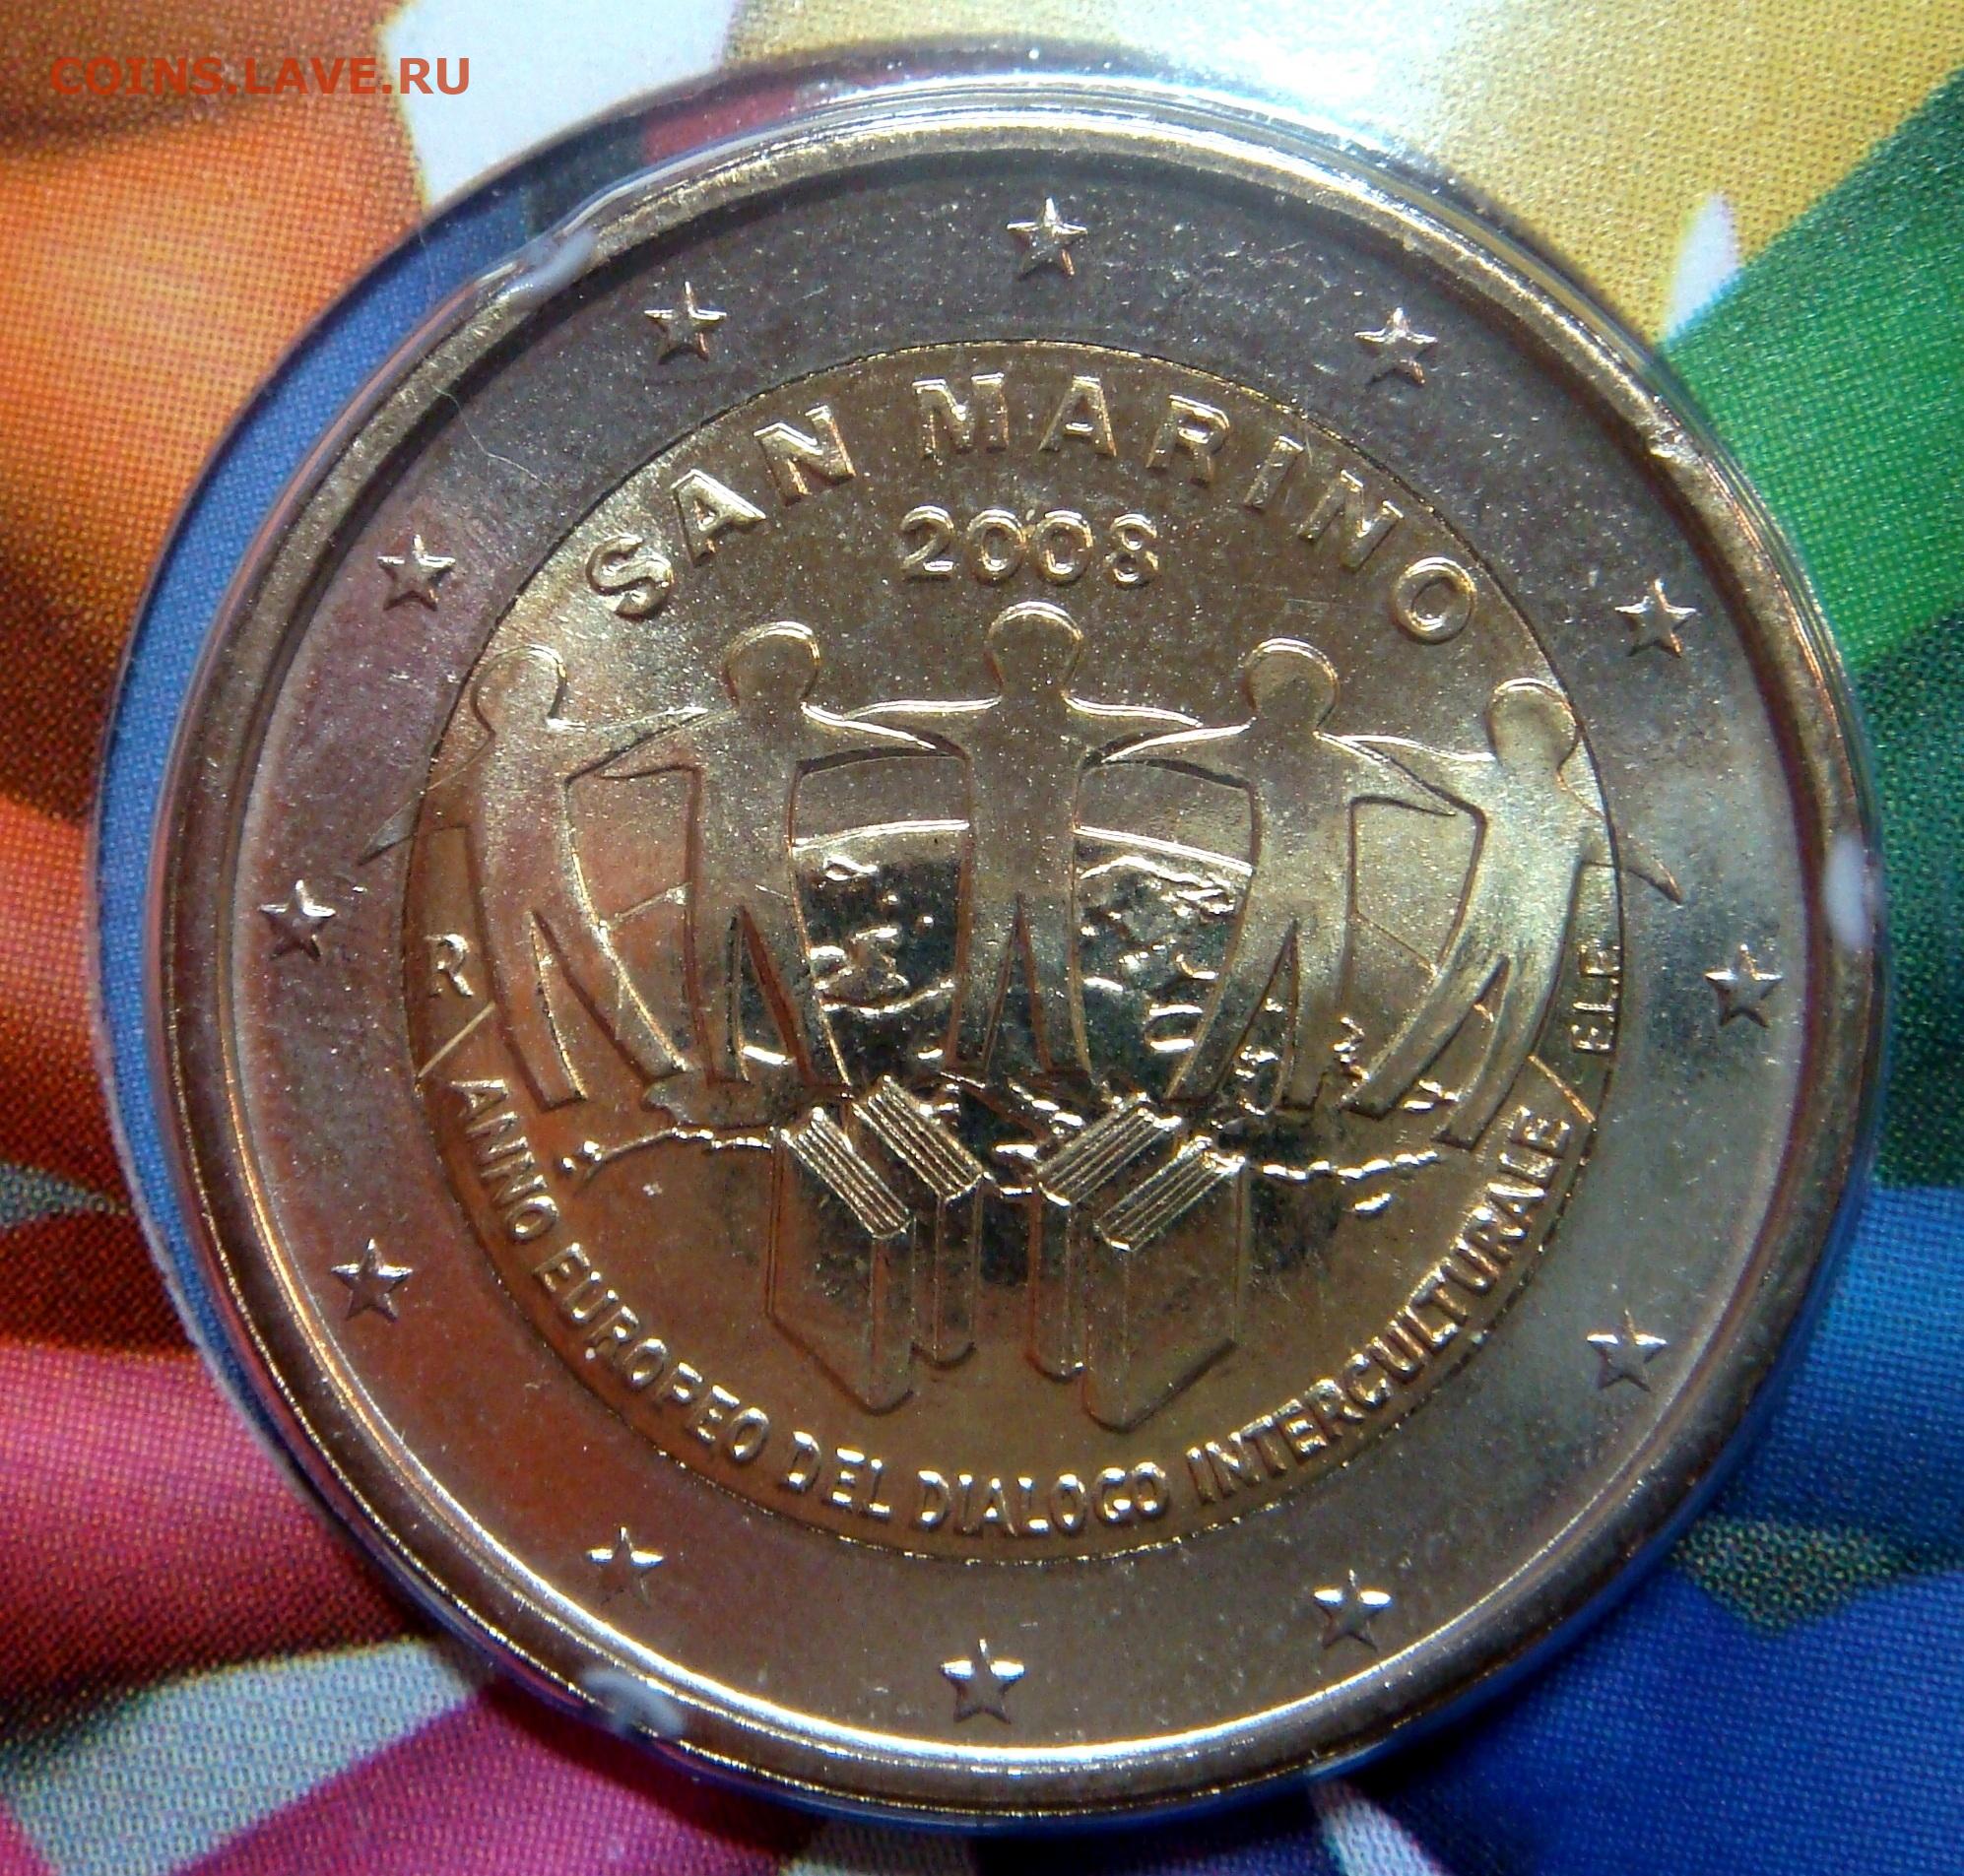 COINS.LAVE.RU
SAN MARINO
2008
R
ANNO EUROPEO DEL DIALOGO INTERCULTURALE